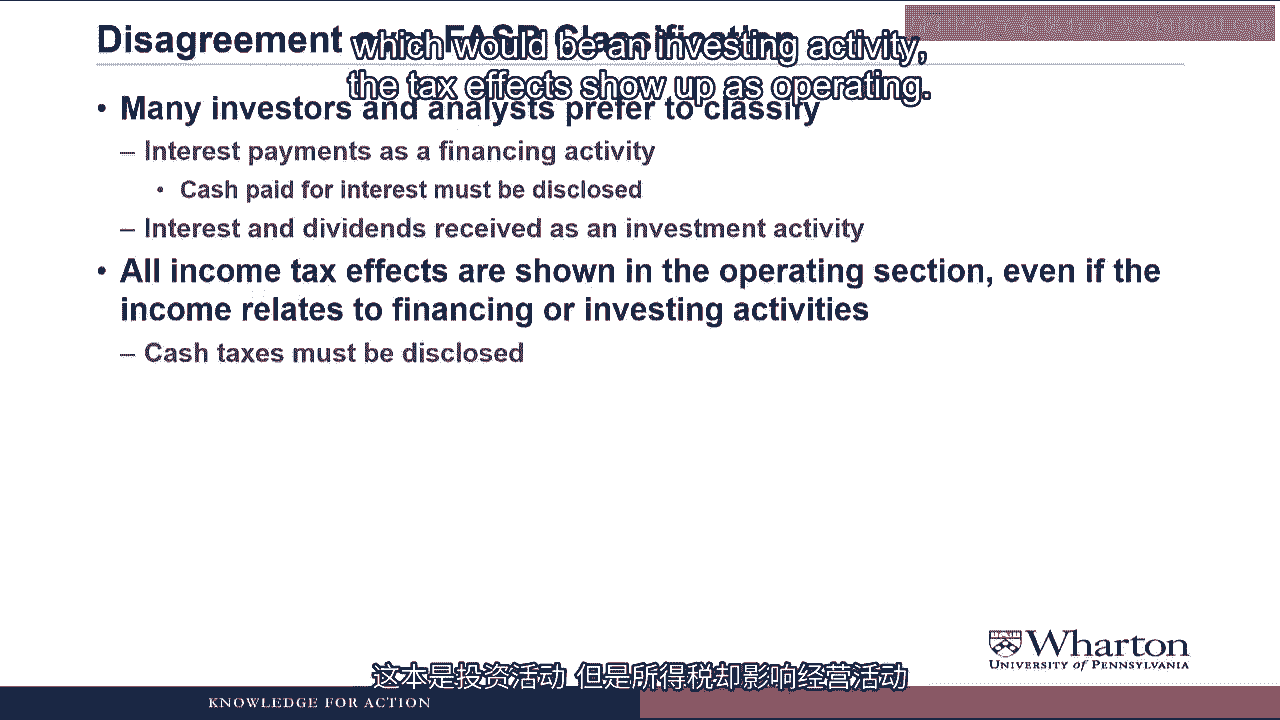 Disagreement over FASB Classification
which would be an investing activity,
the tax effects show up as operating.
• Many investors and analysts prefer to classify
– Interest payments as a financing activity
• Cash paid for interest must be disclosed
– Interest and dividends received as an investment activity
• All income tax effects are shown in the operating section, even if the
income relates to financing or investing activities
– Cash taxes must be disclosed
Wharton
UNIVERSITY of PENNSYLVANIA
这本是投资活动 但是所得税却影响经营活动
KNOWLEDGE FOR ACTION